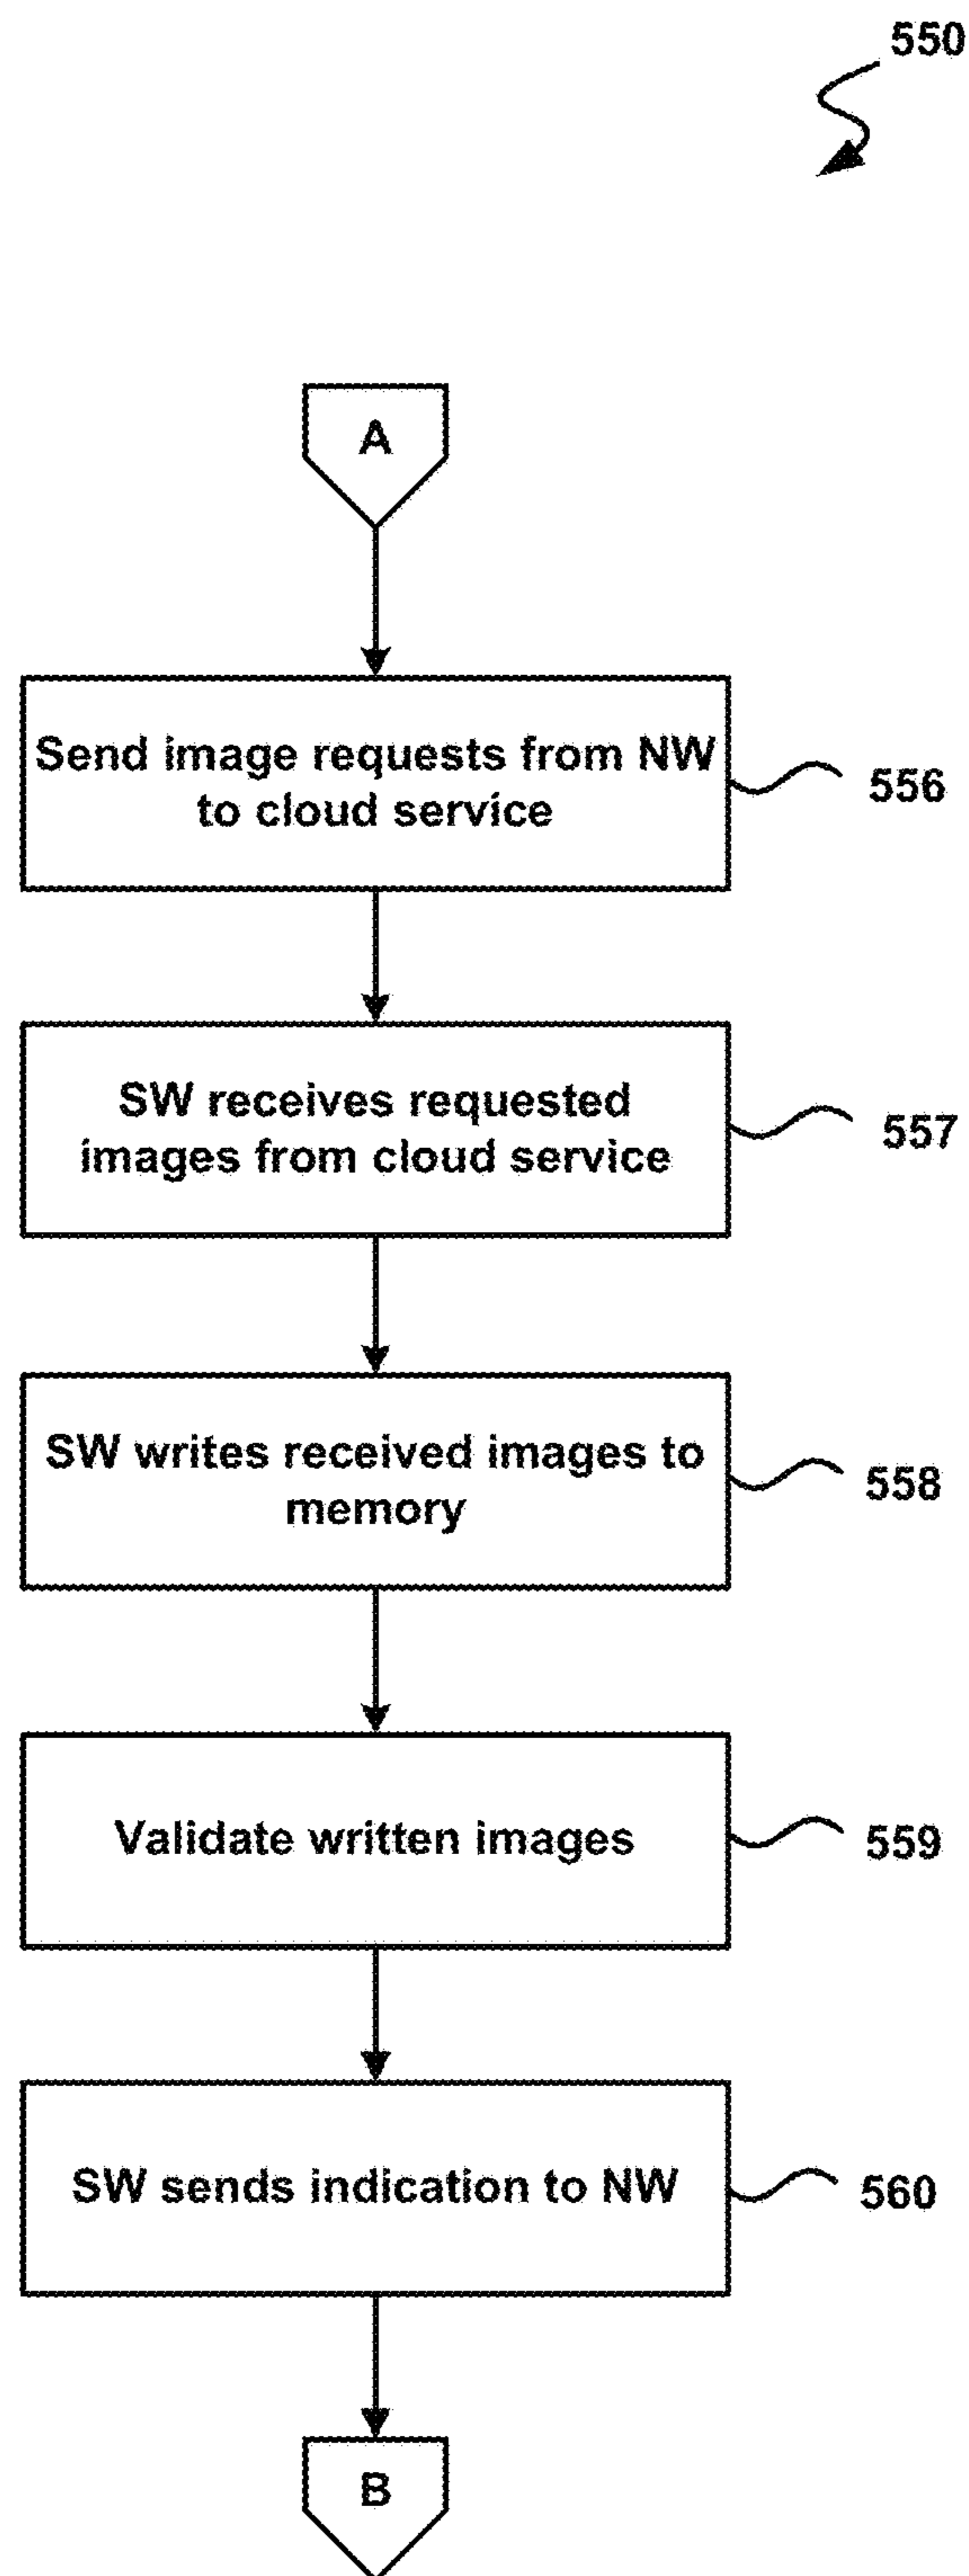 550
A
Send image requests from NW
to cloud service
556
SW receives requested
images from cloud service
557
SW writes received images to
memory
558
Validate written images
559
SW sends indication to NW
560
B